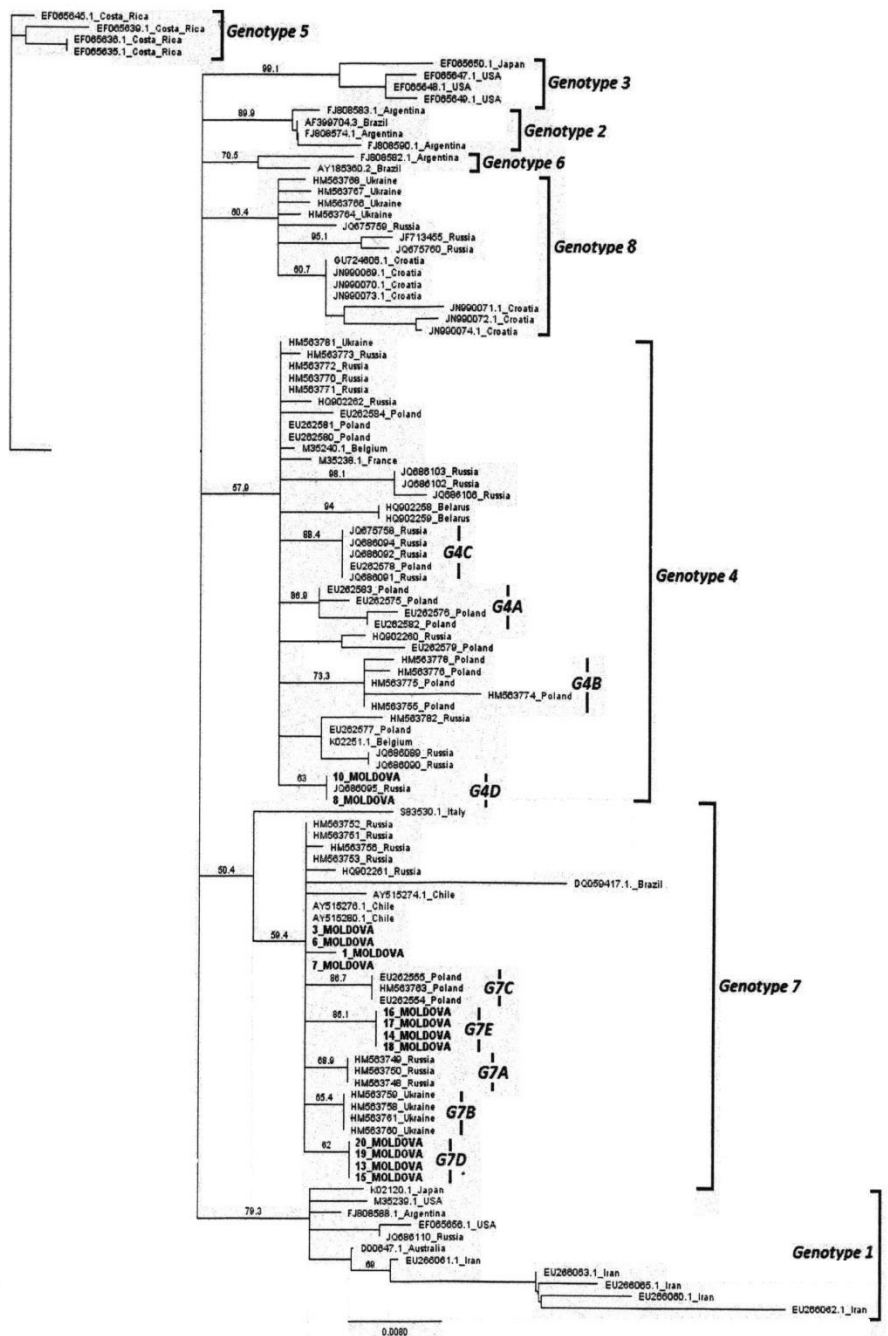 EF065645.1_Costa_Rica
EF065639.1_Costa_Rica
EF065636.1_Costa_Rica
EF065635.1_Costa_Rica
Genotype 5
99.1
EF065650.1_Japan
EF065647.1_USA
EF065648.1_USA
EF065649.1_USA
Genotype 3
89.9
FJ808583.1_Argentina
AF399704.3_Brazil
FJ808574.1_Argentina
FJ808590.1_Argentina
Genotype 2
70.5
FJ808582.1_Argentina
AY185360.2_Brazil
Genotype 6
60.4
HM563768_Ukraine
HM563767_Ukraine
HM563766_Ukraine
HM563764_Ukraine
JQ675759_Russia
95.1
JF713455_Russia
JQ675760_Russia
60.7
GU724606.1_Croatia
JN990069.1_Croatia
JN990070.1_Croatia
JN990073.1_Croatia
JN990071.1_Croatia
JN990072.1_Croatia
JN990074.1_Croatia
Genotype 8
57.9
HM563781_Ukraine
HM563773_Russia
HM563772_Russia
HM563770_Russia
HM563771_Russia
HQ902262_Russia
EU262584_Poland
EU262581_Poland
EU262580_Poland
M35240.1_Belgium
M35238.1_France
98.1
JQ686103_Russia
JQ686102_Russia
JQ686106_Russia
94
HQ902258_Belarus
HQ902259_Belarus
88.4
JQ675758_Russia
JQ686094_Russia
JQ686092_Russia
EU262578_Poland
JQ686091_Russia
G4C
86.9
EU262583_Poland
EU262575_Poland
EU262576_Poland
EU262582_Poland
G4A
HQ902260_Russia
EU262579_Poland
73.3
HM563778_Poland
HM563776_Poland
HM563775_Poland
HM563774_Poland
HM563755_Poland
G4B
HM563782_Russia
EU262577_Poland
K02251.1_Belgium
JQ686089_Russia
JQ686090_Russia
63
10_MOLDOVA
JQ686095_Russia
8_MOLDOVA
G4D
Genotype 4
50.4
S83530.1_Italy
59.4
HM563752_Russia
HM563751_Russia
HM563756_Russia
HM563753_Russia
HQ902261_Russia
DQ059417.1._Brazil
AY515274.1_Chile
AY515276.1_Chile
AY515280.1_Chile
3_MOLDOVA
6_MOLDOVA
1_MOLDOVA
7_MOLDOVA
86.7
EU262555_Poland
HM563763_Poland
EU262554_Poland
G7C
86.1
16_MOLDOVA
17_MOLDOVA
14_MOLDOVA
18_MOLDOVA
G7E
68.9
HM563749_Russia
HM563750_Russia
HM563748_Russia
G7A
65.4
HM563759_Ukraine
HM563758_Ukraine
HM563761_Ukraine
HM563760_Ukraine
G7B
62
20_MOLDOVA
19_MOLDOVA
13_MOLDOVA
15_MOLDOVA
G7D
Genotype 7
79.3
K02120.1_Japan
M35239.1_USA
FJ808588.1_Argentina
EF065656.1_USA
JQ686110_Russia
D00647.1_Australia
69
EU266061.1_Iran
EU266063.1_Iran
EU266065.1_Iran
EU266060.1_Iran
EU266062.1_Iran
Genotype 1
0.0080